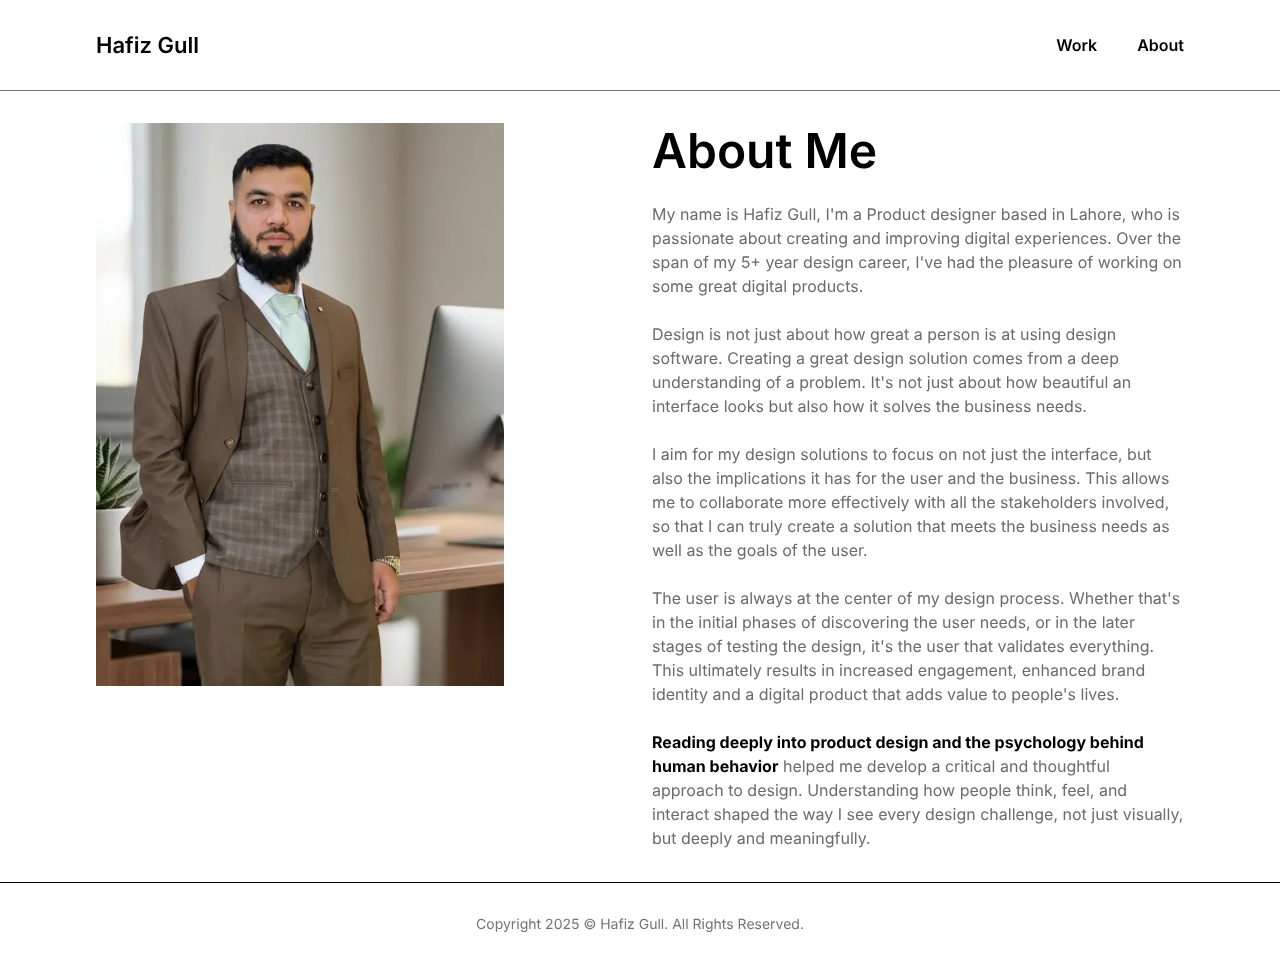 Hafiz Gull
Work
About
About Me
My name is Hafiz Gull, I'm a Product designer based in Lahore, who is
passionate about creating and improving digital experiences. Over the
span of my 5+ year design career, I've had the pleasure of working on
some great digital products.
Design is not just about how great a person is at using design
software. Creating a great design solution comes from a deep
understanding of a problem. It's not just about how beautiful an
interface looks but also how it solves the business needs.
I aim for my design solutions to focus on not just the interface, but
also the implications it has for the user and the business. This allows
me to collaborate more effectively with all the stakeholders involved,
so that I can truly create a solution that meets the business needs as
well as the goals of the user.
The user is always at the center of my design process. Whether that's
in the initial phases of discovering the user needs, or in the later
stages of testing the design, it's the user that validates everything.
This ultimately results in increased engagement, enhanced brand
identity and a digital product that adds value to people's lives.
Reading deeply into product design and the psychology behind
human behavior helped me develop a critical and thoughtful
approach to design. Understanding how people think, feel, and
interact shaped the way I see every design challenge, not just visually,
but deeply and meaningfully.
Copyright 2025 © Hafiz Gull. All Rights Reserved.